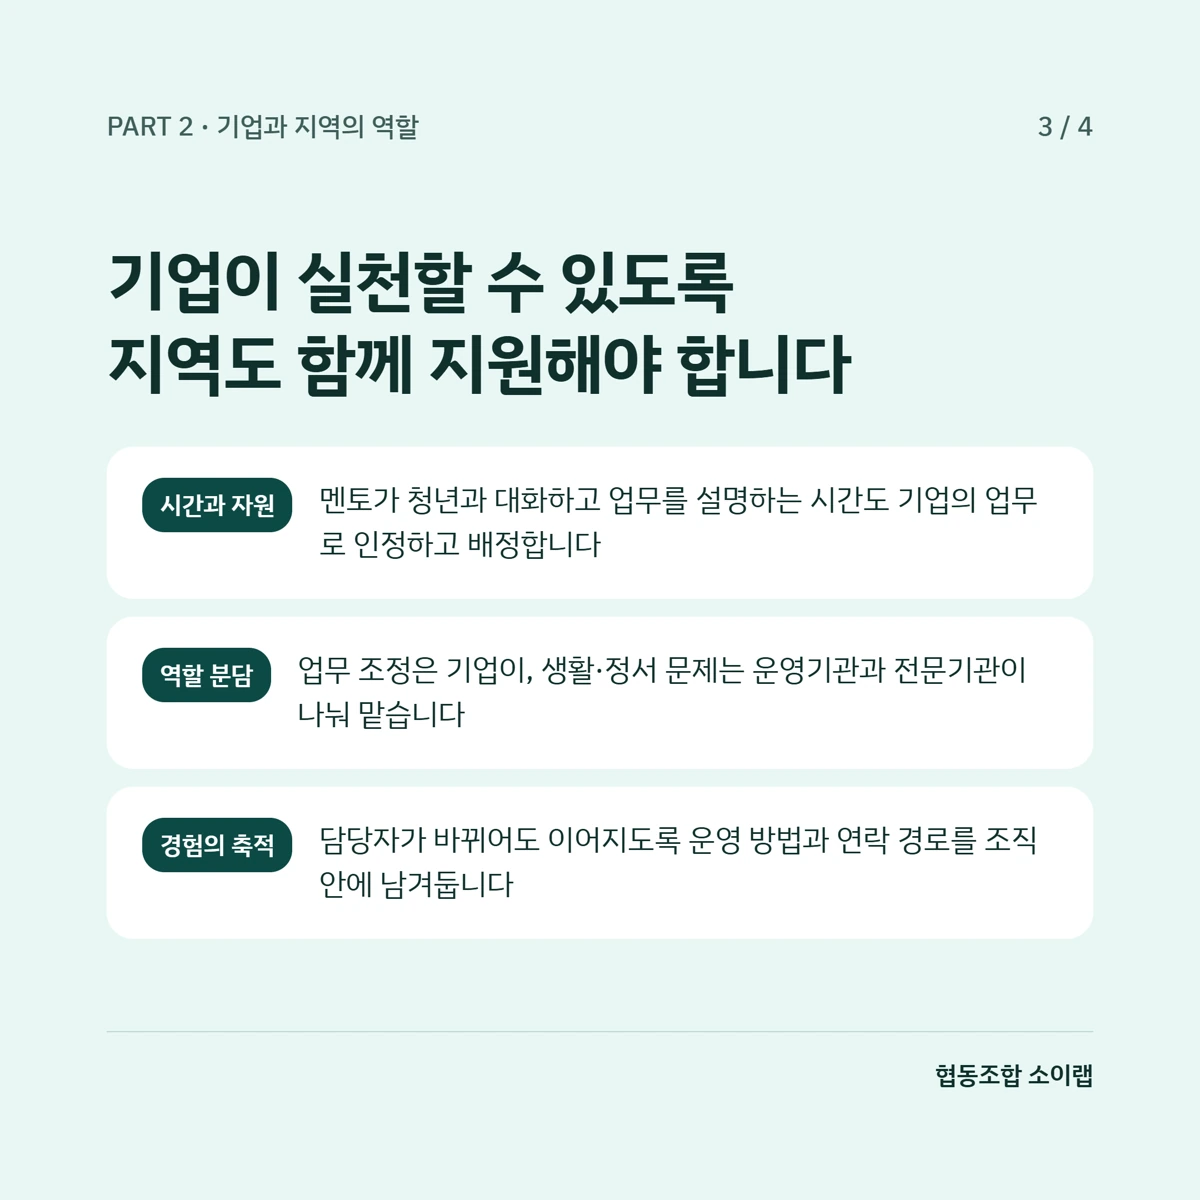 PART 2 · 기업과 지역의 역할
3 / 4
기업이 실천할 수 있도록
지역도 함께 지원해야 합니다
시간과 자원
멘토가 청년과 대화하고 업무를 설명하는 시간도 기업의 업무
로 인정하고 배정합니다
역할 분담
업무 조정은 기업이, 생활·정서 문제는 운영기관과 전문기관이
나눠 맡습니다
경험의 축적
담당자가 바뀌어도 이어지도록 운영 방법과 연락 경로를 조직
안에 남겨둡니다
협동조합 소이랩